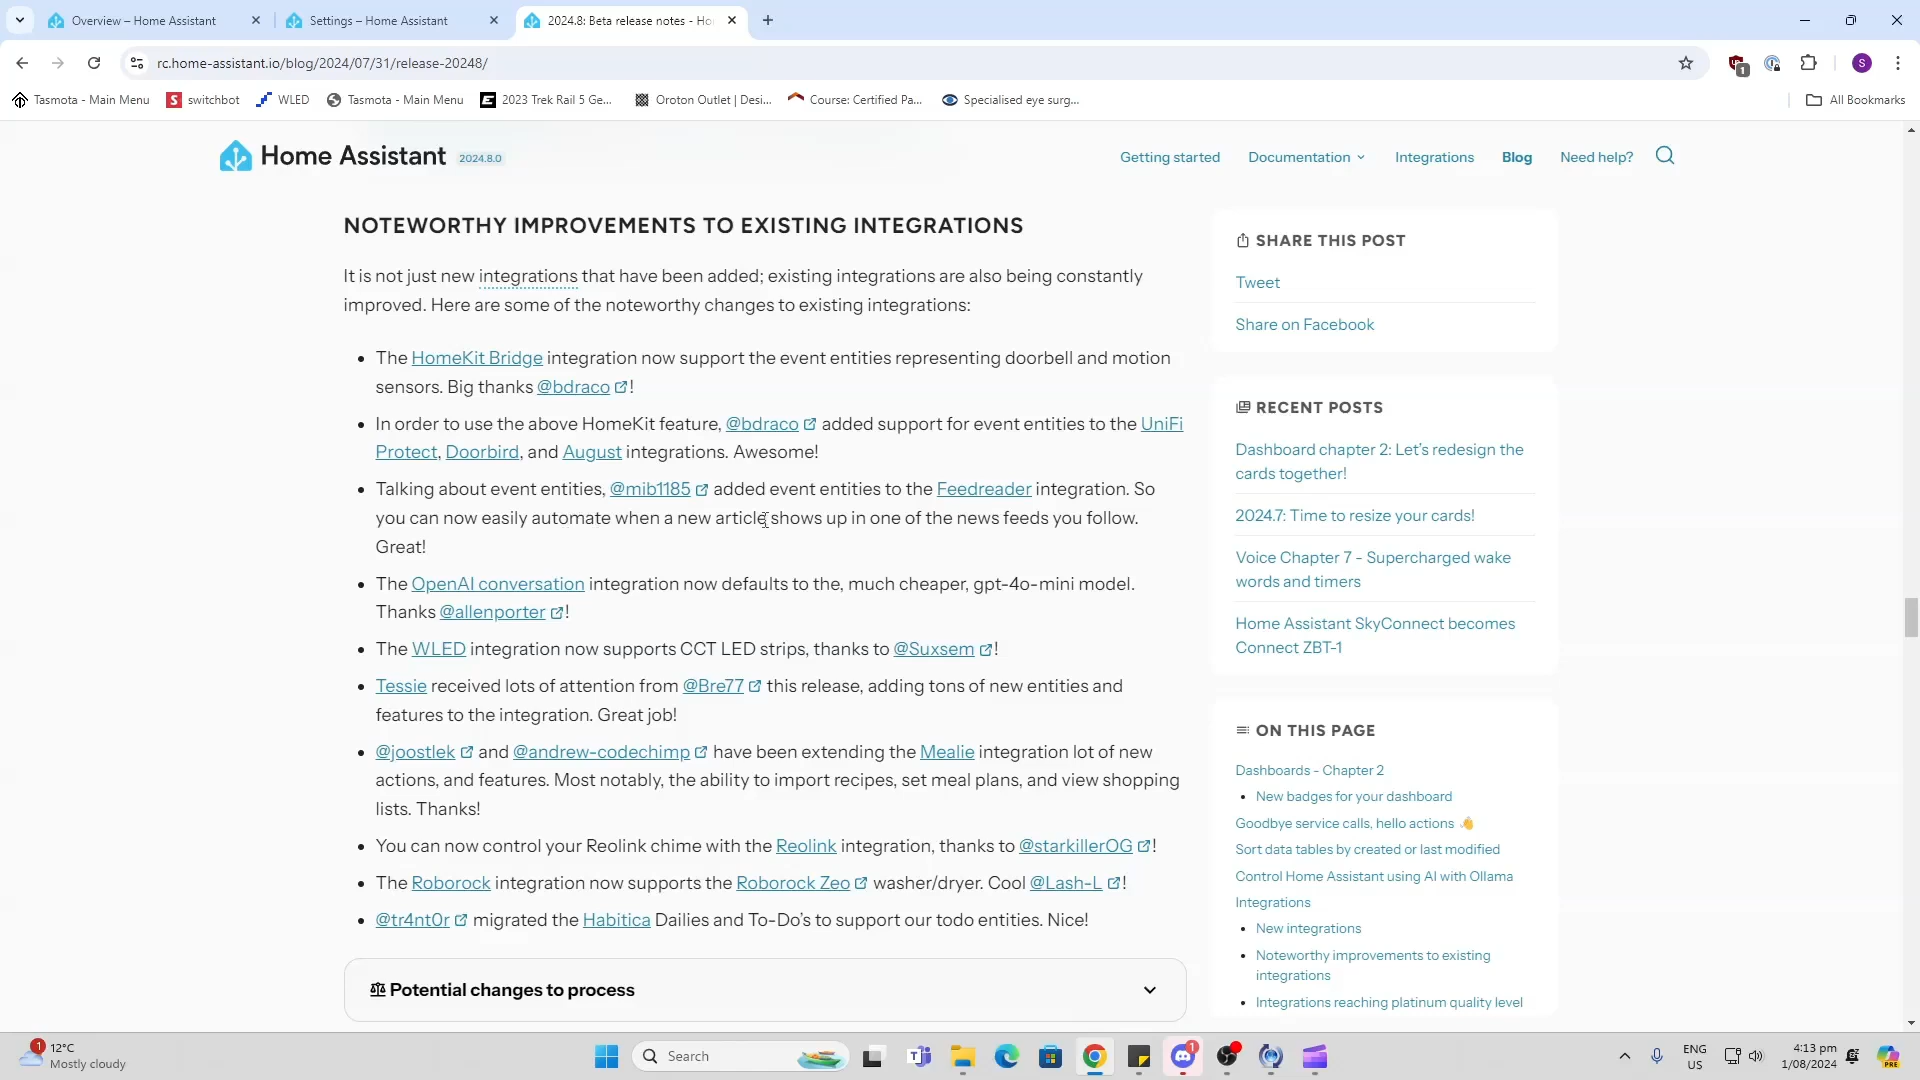 Overview – Home Assistant
Settings – Home Assistant
2024.8: Beta release notes - Ho
rc.home-assistant.io/blog/2024/07/31/release-20248/
1
S
Tasmota - Main Menu
switchbot
WLED
Tasmota - Main Menu
2023 Trek Rail 5 Ge...
Oroton Outlet | Desi...
Course: Certified Pa...
Specialised eye surg...
All Bookmarks
Home Assistant 2024.8.0
Getting started
Documentation
Integrations
Blog
Need help?
NOTEWORTHY IMPROVEMENTS TO EXISTING INTEGRATIONS
It is not just new integrations that have been added; existing integrations are also being constantly
improved. Here are some of the noteworthy changes to existing integrations:
• The HomeKit Bridge integration now support the event entities representing doorbell and motion
sensors. Big thanks @bdraco !
• In order to use the above HomeKit feature, @bdraco added support for event entities to the UniFi
Protect, Doorbird, and August integrations. Awesome!
• Talking about event entities, @mib1185 added event entities to the Feedreader integration. So
you can now easily automate when a new article shows up in one of the news feeds you follow.
Great!
• The OpenAI conversation integration now defaults to the, much cheaper, gpt-4o-mini model.
Thanks @allenporter !
• The WLED integration now supports CCT LED strips, thanks to @Suxsem !
• Tessie received lots of attention from @Bre77 this release, adding tons of new entities and
features to the integration. Great job!
• @joostlek and @andrew-codechimp have been extending the Mealie integration lot of new
actions, and features. Most notably, the ability to import recipes, set meal plans, and view shopping
lists. Thanks!
• You can now control your Reolink chime with the Reolink integration, thanks to @starkillerOG !
• The Roborock integration now supports the Roborock Zeo washer/dryer. Cool @Lash-L !
• @tr4nt0r migrated the Habitica Dailies and To-Do's to support our todo entities. Nice!
Potential changes to process
SHARE THIS POST
Tweet
Share on Facebook
RECENT POSTS
Dashboard chapter 2: Let's redesign the
cards together!
2024.7: Time to resize your cards!
Voice Chapter 7 - Supercharged wake
words and timers
Home Assistant SkyConnect becomes
Connect ZBT-1
ON THIS PAGE
Dashboards - Chapter 2
• New badges for your dashboard
Goodbye service calls, hello actions 👋
Sort data tables by created or last modified
Control Home Assistant using AI with Ollama
Integrations
• New integrations
• Noteworthy improvements to existing
integrations
• Integrations reaching platinum quality level
1
12°C
Mostly cloudy
Search
1
ENG
US
4:13 pm
1/08/2024
PRE